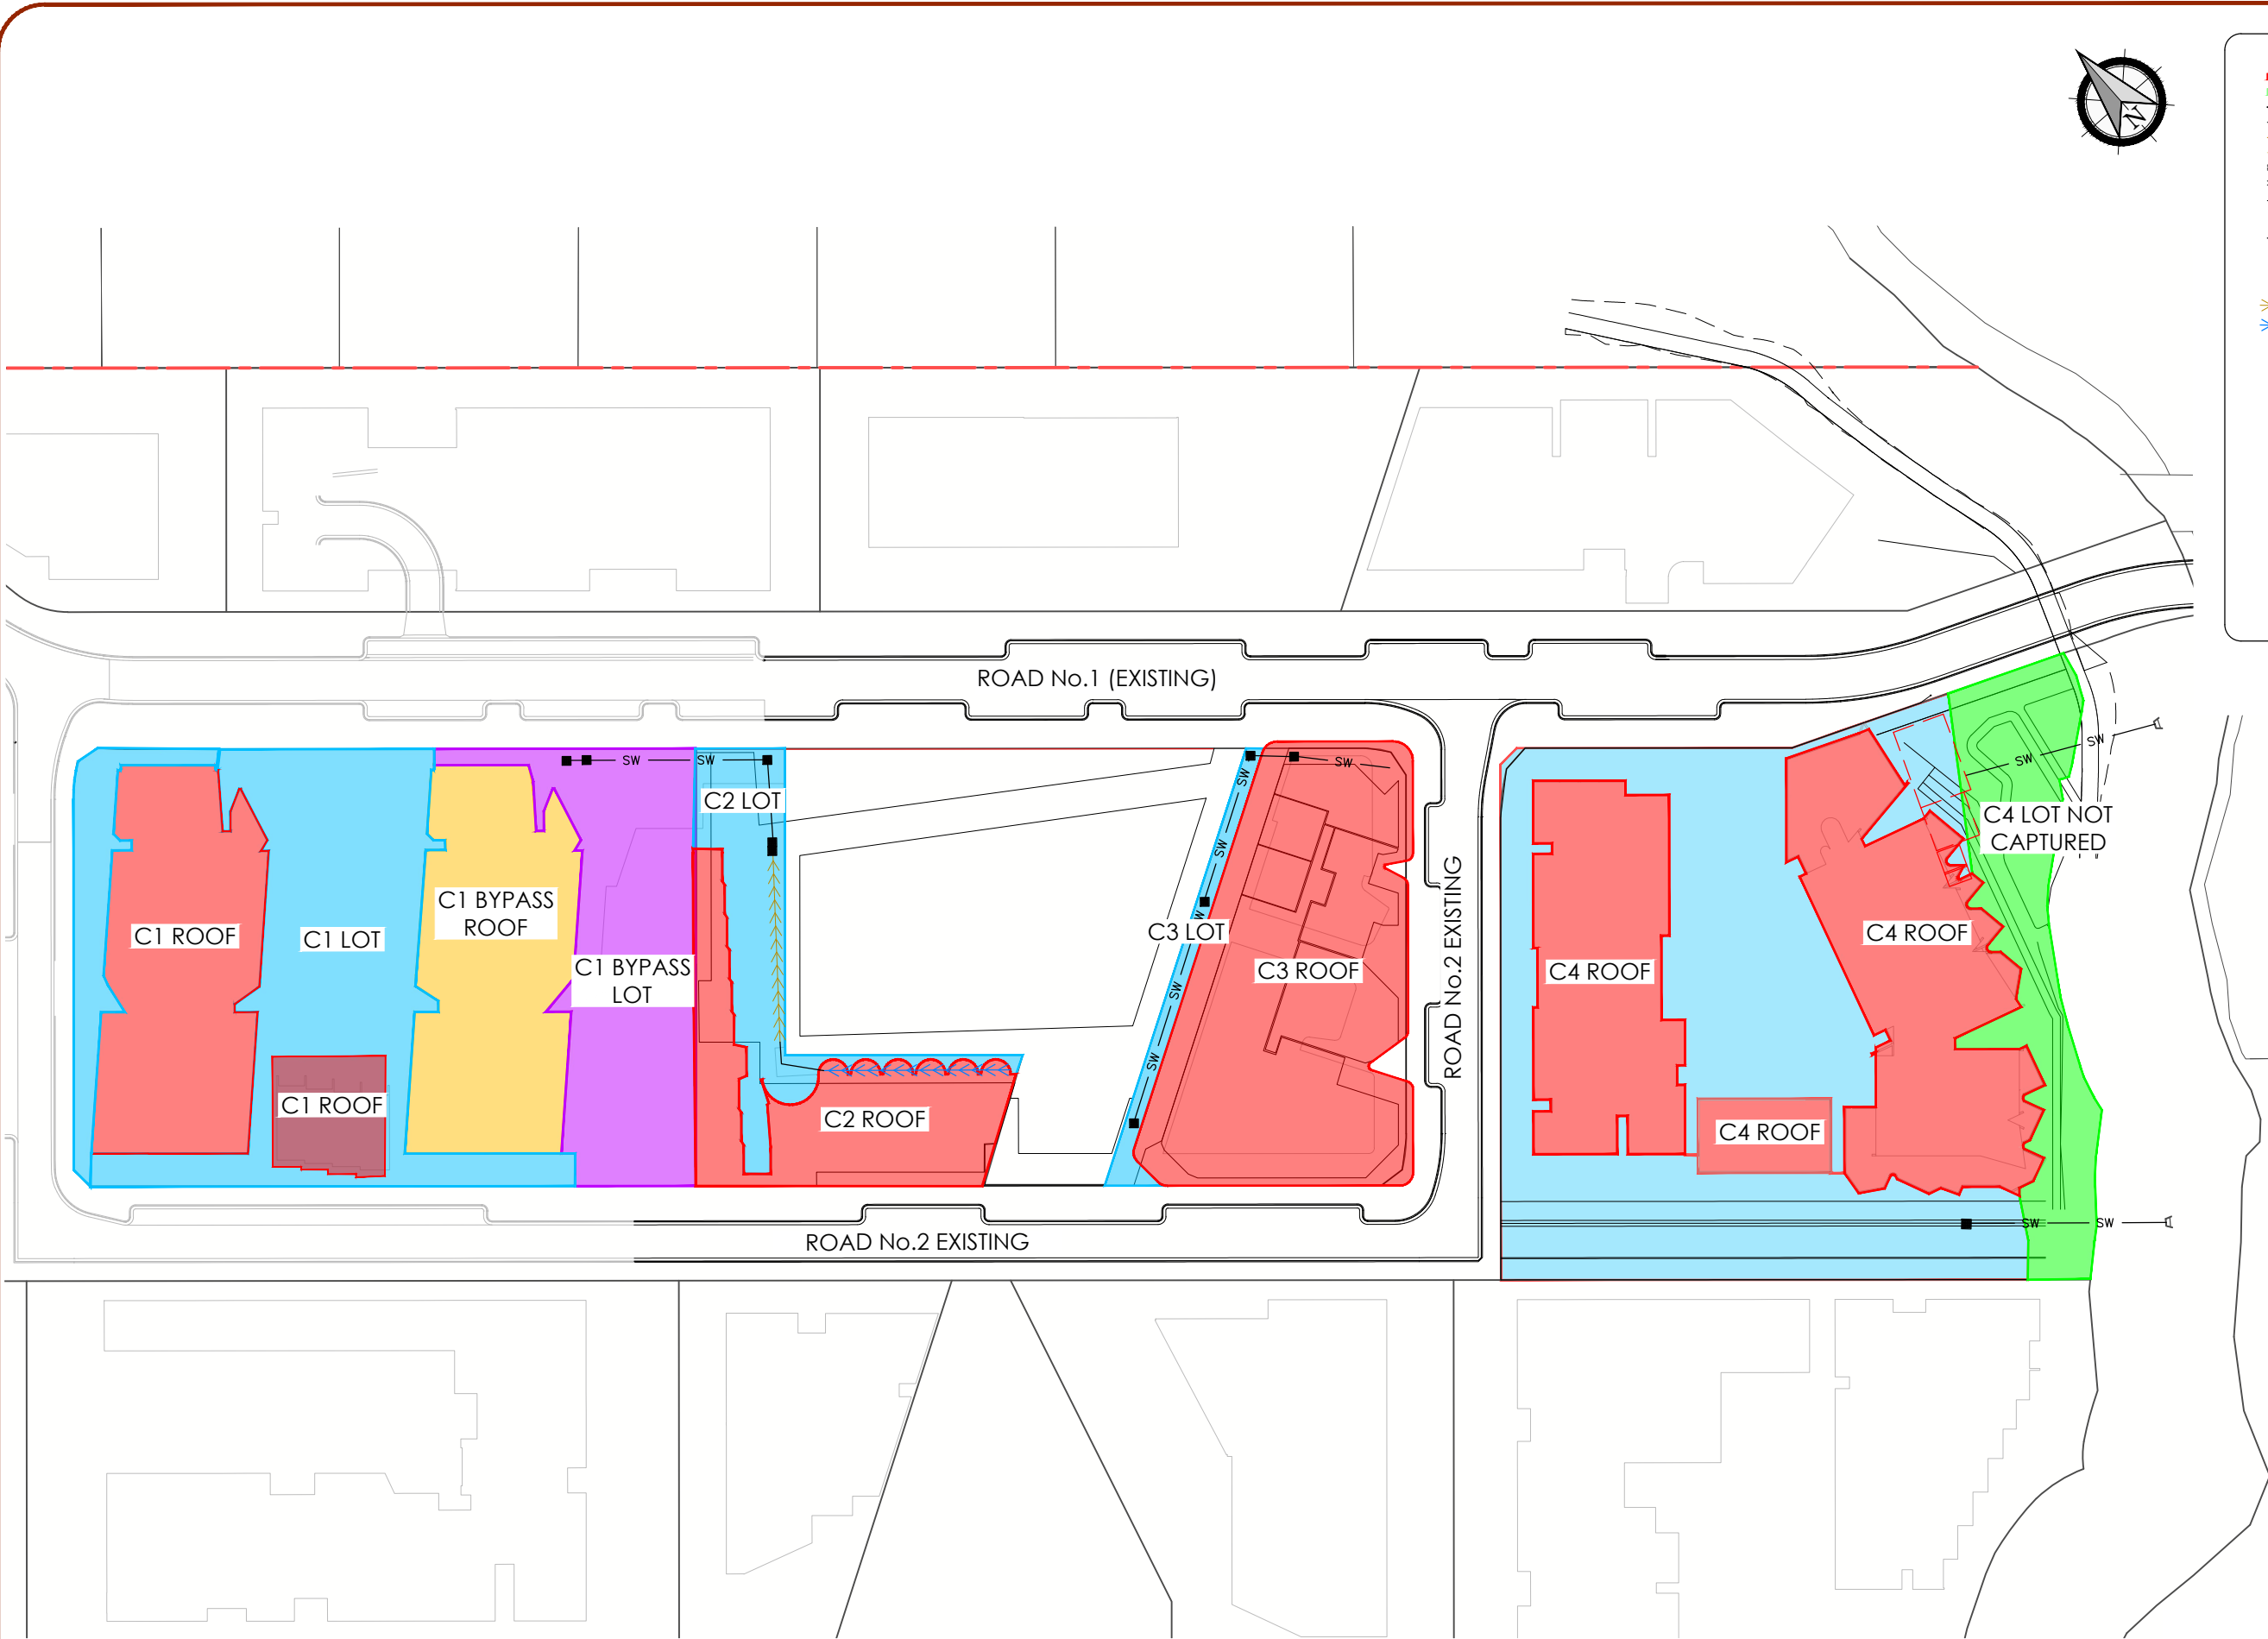 N
ROAD No.1 (EXISTING)
SW
SW
SW
SW
SW
C2 LOT
SW
C4 LOT NOT
CAPTURED
SW
C1 BYPASS
ROOF
ROAD No.2 EXISTING
C1 ROOF
C1 LOT
SW
C3 LOT
C4 ROOF
C1 BYPASS
LOT
C3 ROOF
C4 ROOF
SW
SW
C1 ROOF
C2 ROOF
C4 ROOF
SW
SW
ROAD No.2 EXISTING